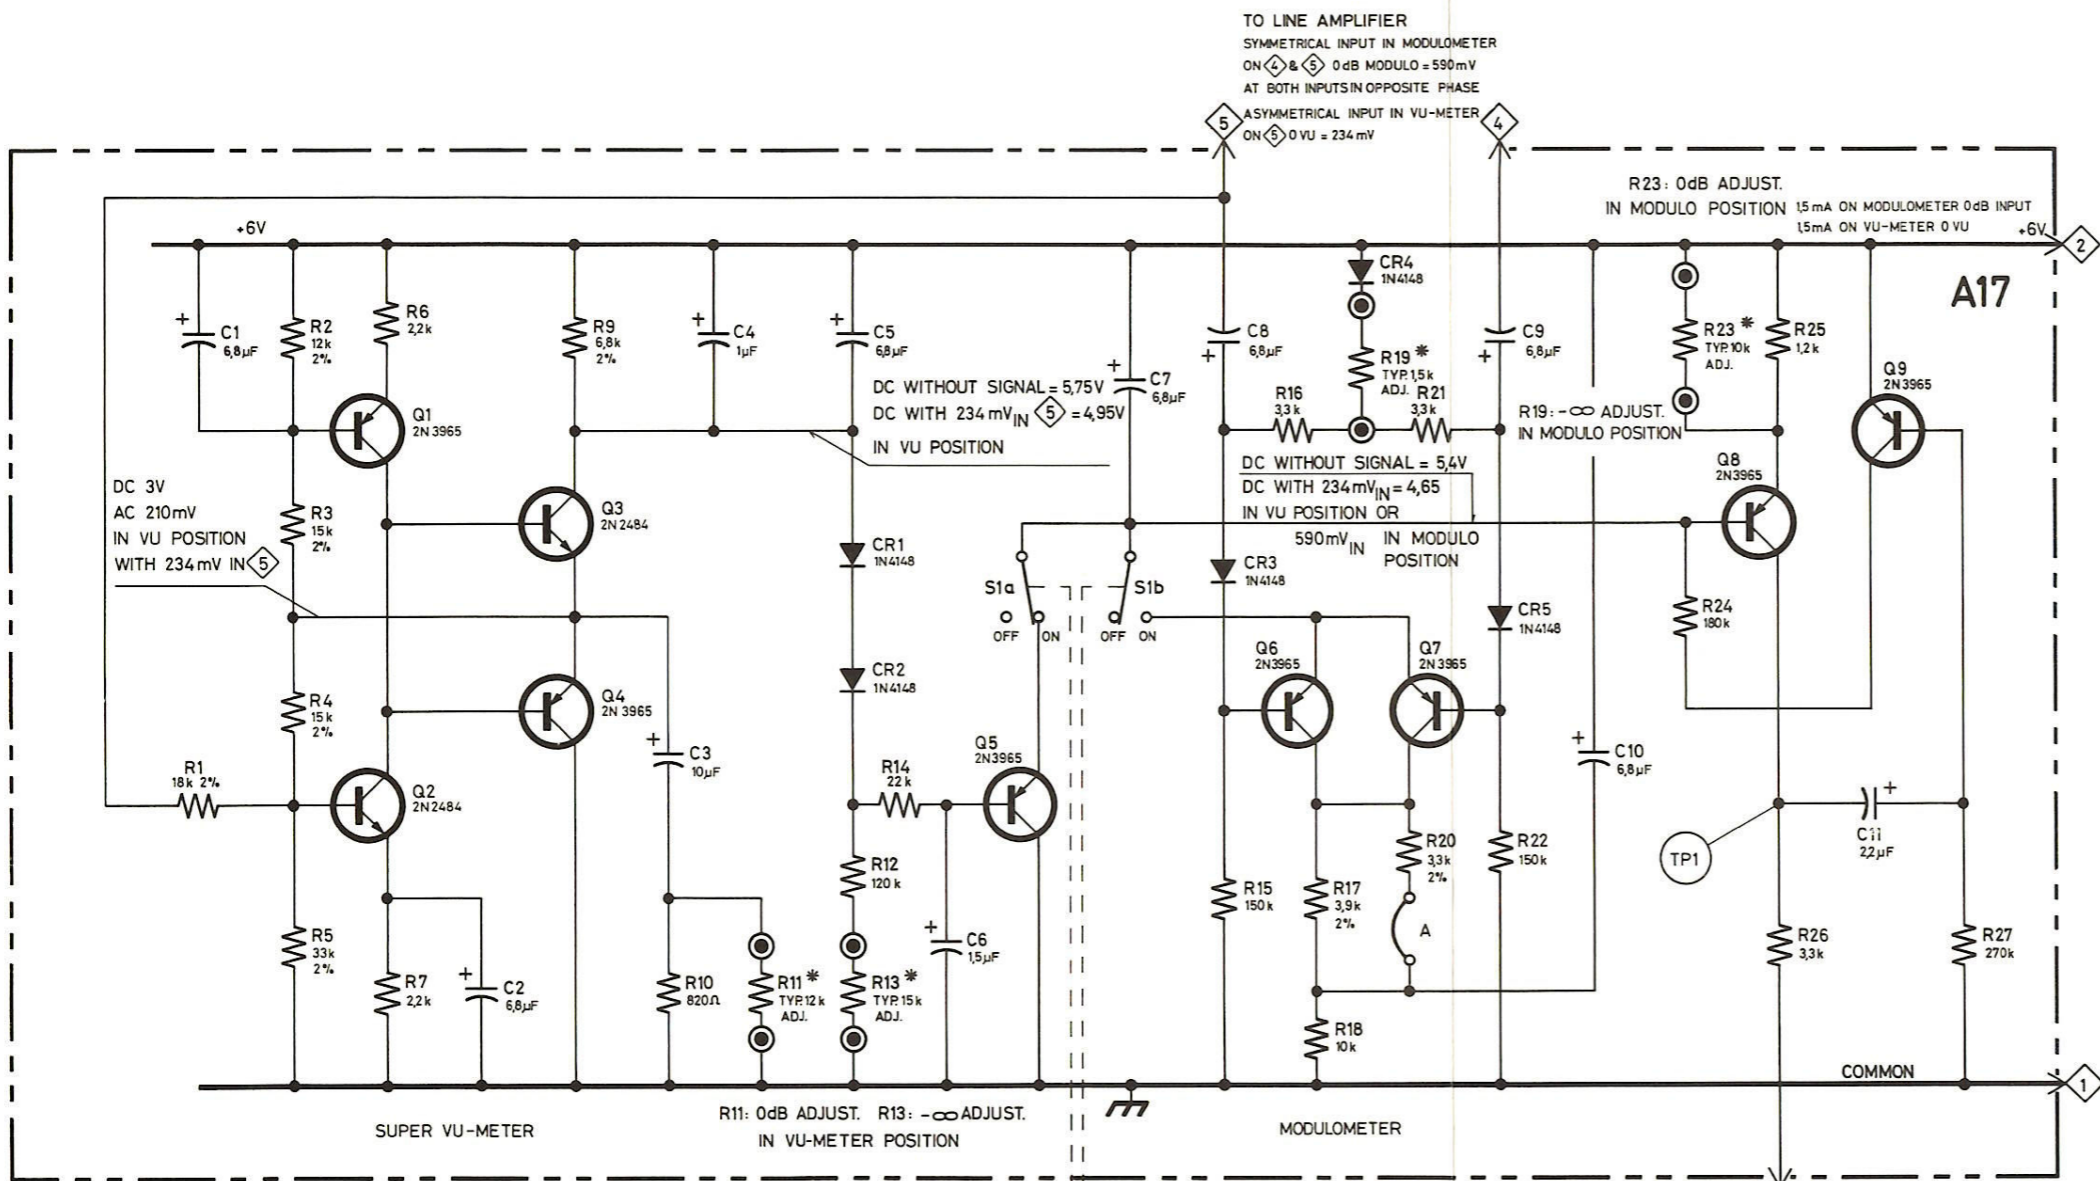 TO LINE AMPLIFIER
SYMMETRICAL INPUT IN MODULOMETER
ON 4 & 5 0dB MODULO = 590mV
AT BOTH INPUTS IN OPPOSITE PHASE
ASYMMETRICAL INPUT IN VU-METER
ON 5 0 VU = 234 mV
5
4
R23: 0dB ADJUST.
IN MODULO POSITION
1,5 mA ON MODULOMETER 0dB INPUT
1,5mA ON VU-METER 0 VU
+6V
+6V
2
A17
C1
6,8µF
R2
12k
2%
R6
2,2k
R9
6,8k
2%
C4
1µF
C5
6,8µF
C7
6,8µF
C8
6,8µF
CR4
1N4148
R19 *
TYP. 1,5k
ADJ.
C9
6,8µF
R23 *
TYP. 10k
ADJ.
R25
1,2k
Q9
2N3965
Q1
2N3965
DC WITHOUT SIGNAL = 5,75V
DC WITH 234 mV IN 5 = 4,95V
IN VU POSITION
R16
3,3k
R21
3,3k
R19: -∞ ADJUST.
IN MODULO POSITION
DC WITHOUT SIGNAL = 5,4V
DC WITH 234mV IN = 4,65
IN VU POSITION OR
590mV IN IN MODULO
POSITION
Q8
2N3965
DC 3V
AC 210mV
IN VU POSITION
WITH 234 mV IN 5
R3
15k
2%
Q3
2N2484
CR1
1N4148
S1a
OFF
ON
S1b
OFF
ON
CR3
1N4148
CR5
1N4148
R24
180k
R4
15k
2%
Q4
2N3965
CR2
1N4148
Q6
2N3965
Q7
2N3965
R1
18k 2%
Q2
2N2484
C3
10µF
R14
22k
Q5
2N3965
C10
6,8µF
TP1
C11
2,2µF
R12
120k
R15
150k
R17
3,9k
2%
R20
3,3k
2%
A
R22
150k
R5
33k
2%
R7
2,2k
C2
6,8µF
R10
820Ω
R11 *
TYP. 12k
ADJ.
R13 *
TYP. 15k
ADJ.
C6
1,5µF
R18
10k
R26
3,3k
R27
270k
COMMON
1
SUPER VU-METER
R11: 0dB ADJUST. R13: -∞ ADJUST.
IN VU-METER POSITION
MODULOMETER